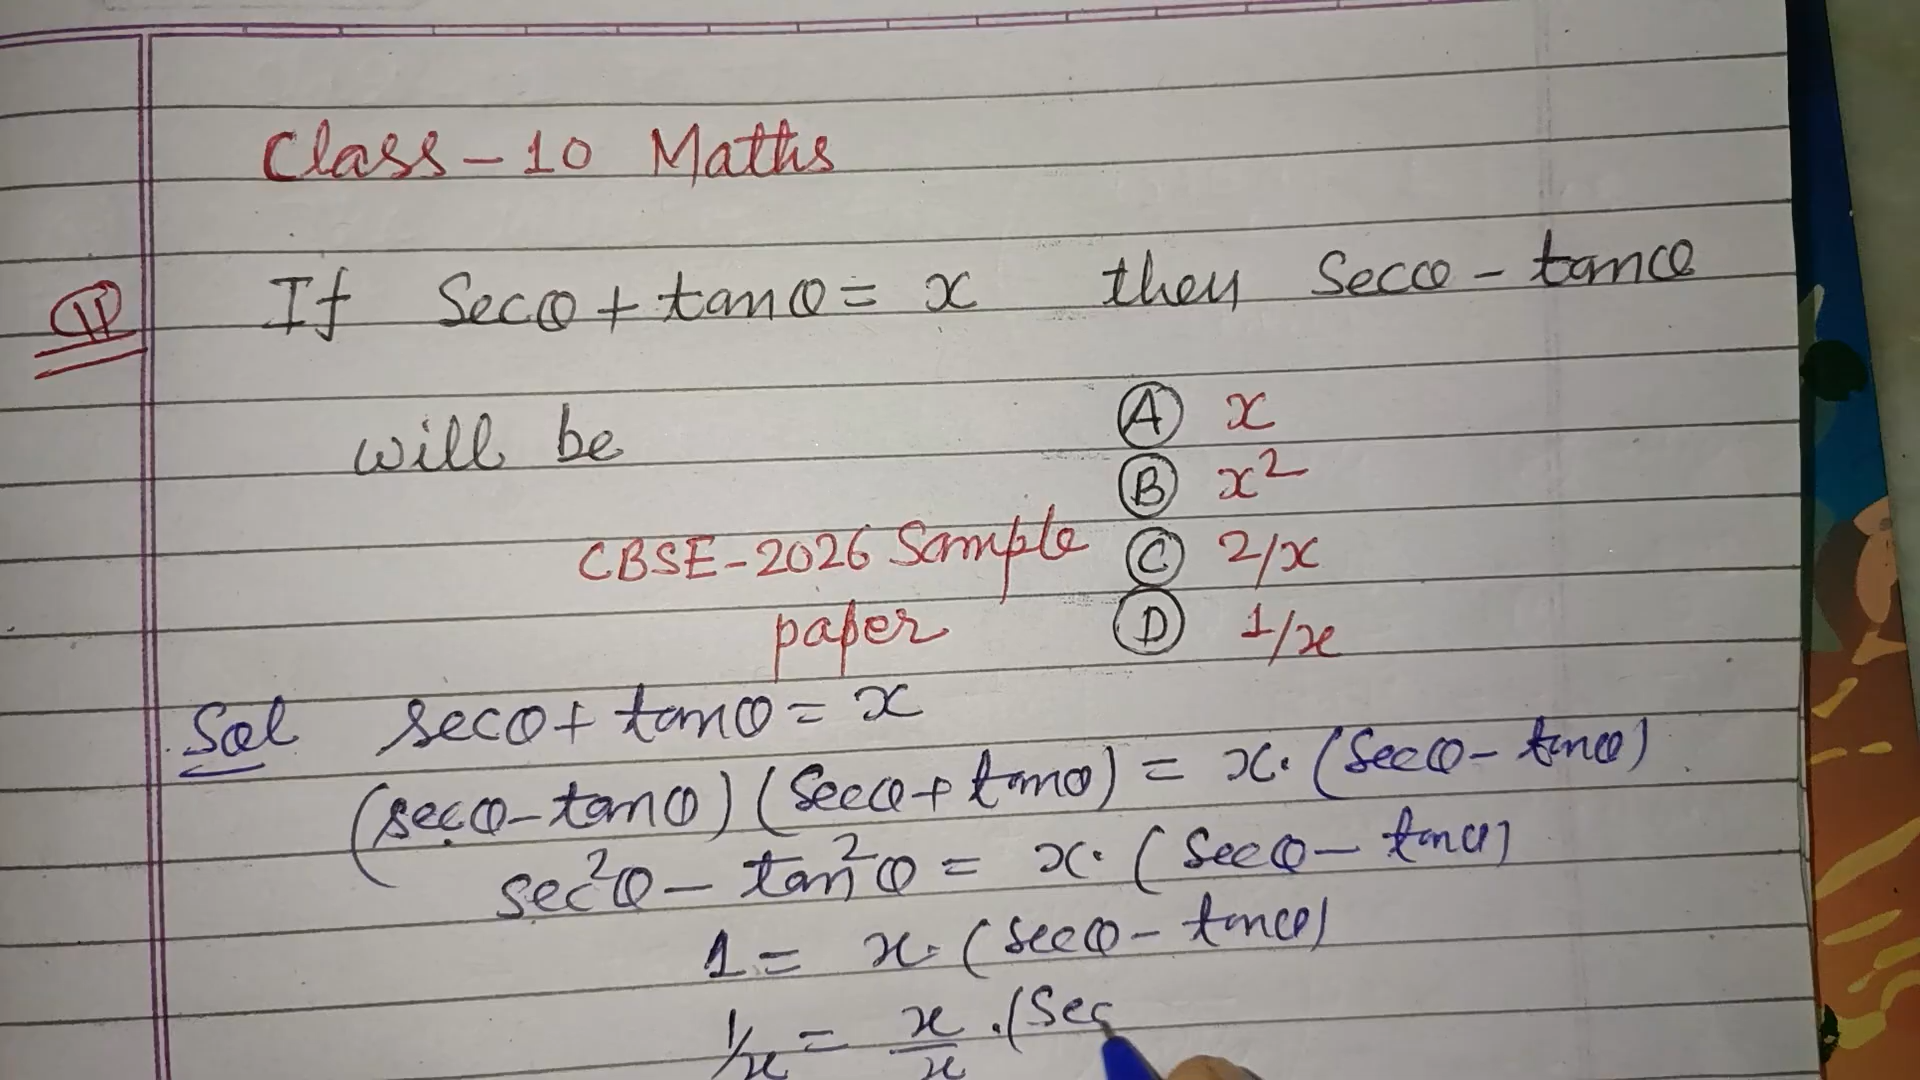 Class-10 Maths
11 If Secθ + tanθ = x then Secθ - tanθ
will be
(A) x
(B) x²
CBSE-2026 Sample
(C) 2/x
paper
(D) 1/x
Sol secθ + tanθ = x
(secθ - tanθ) (Secθ + tanθ) = x. (Secθ - tanθ)
sec²θ - tan²θ = x. (Secθ - tanθ)
1 = x. (secθ - tanθ)
1/x = x/x .(Sec